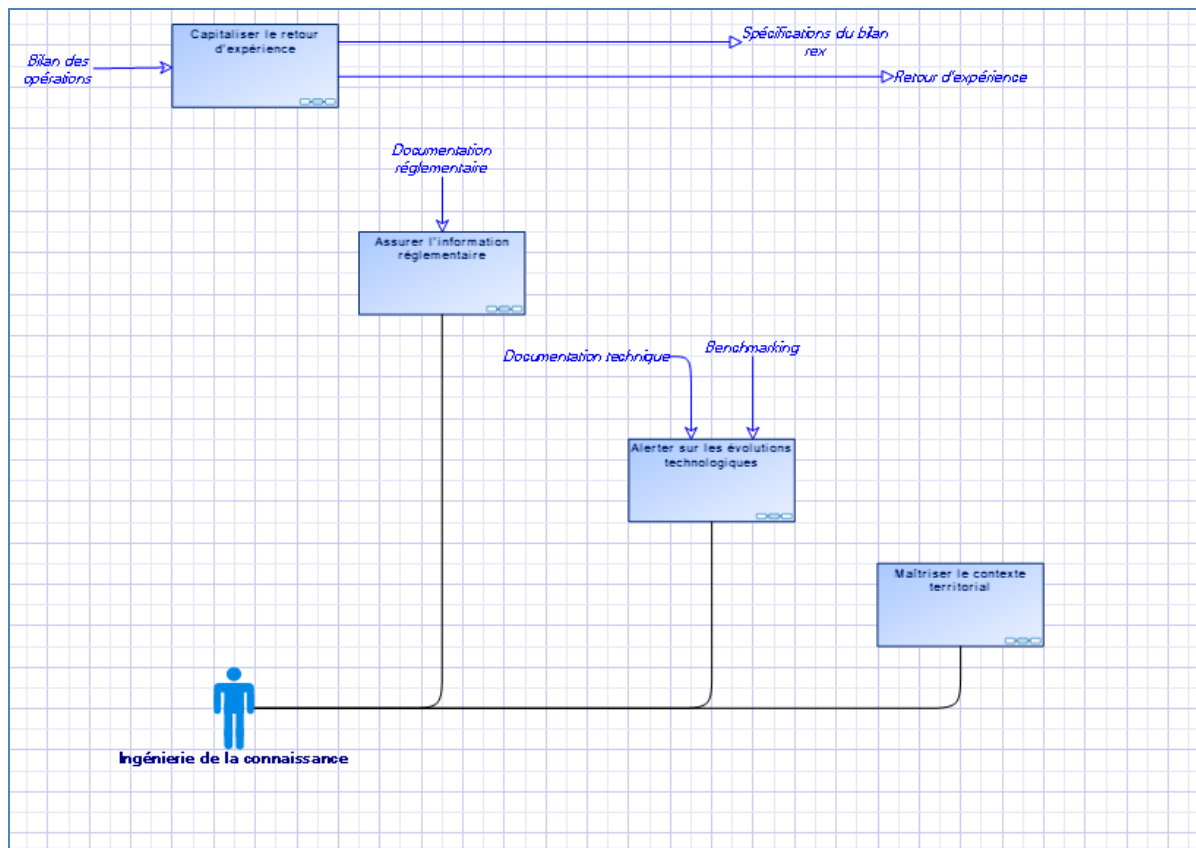 Capitaliser le retour
d'expérience
Spécifications du bilan
rex
Bilan des
opérations
Retour d'expérience
Documentation
réglementaire
Assurer l'information
réglementaire
Documentation technique
Benchmarking
Alerter sur les évolutions
technologiques
Maîtriser le contexte
territorial
Ingénierie de la connaissance